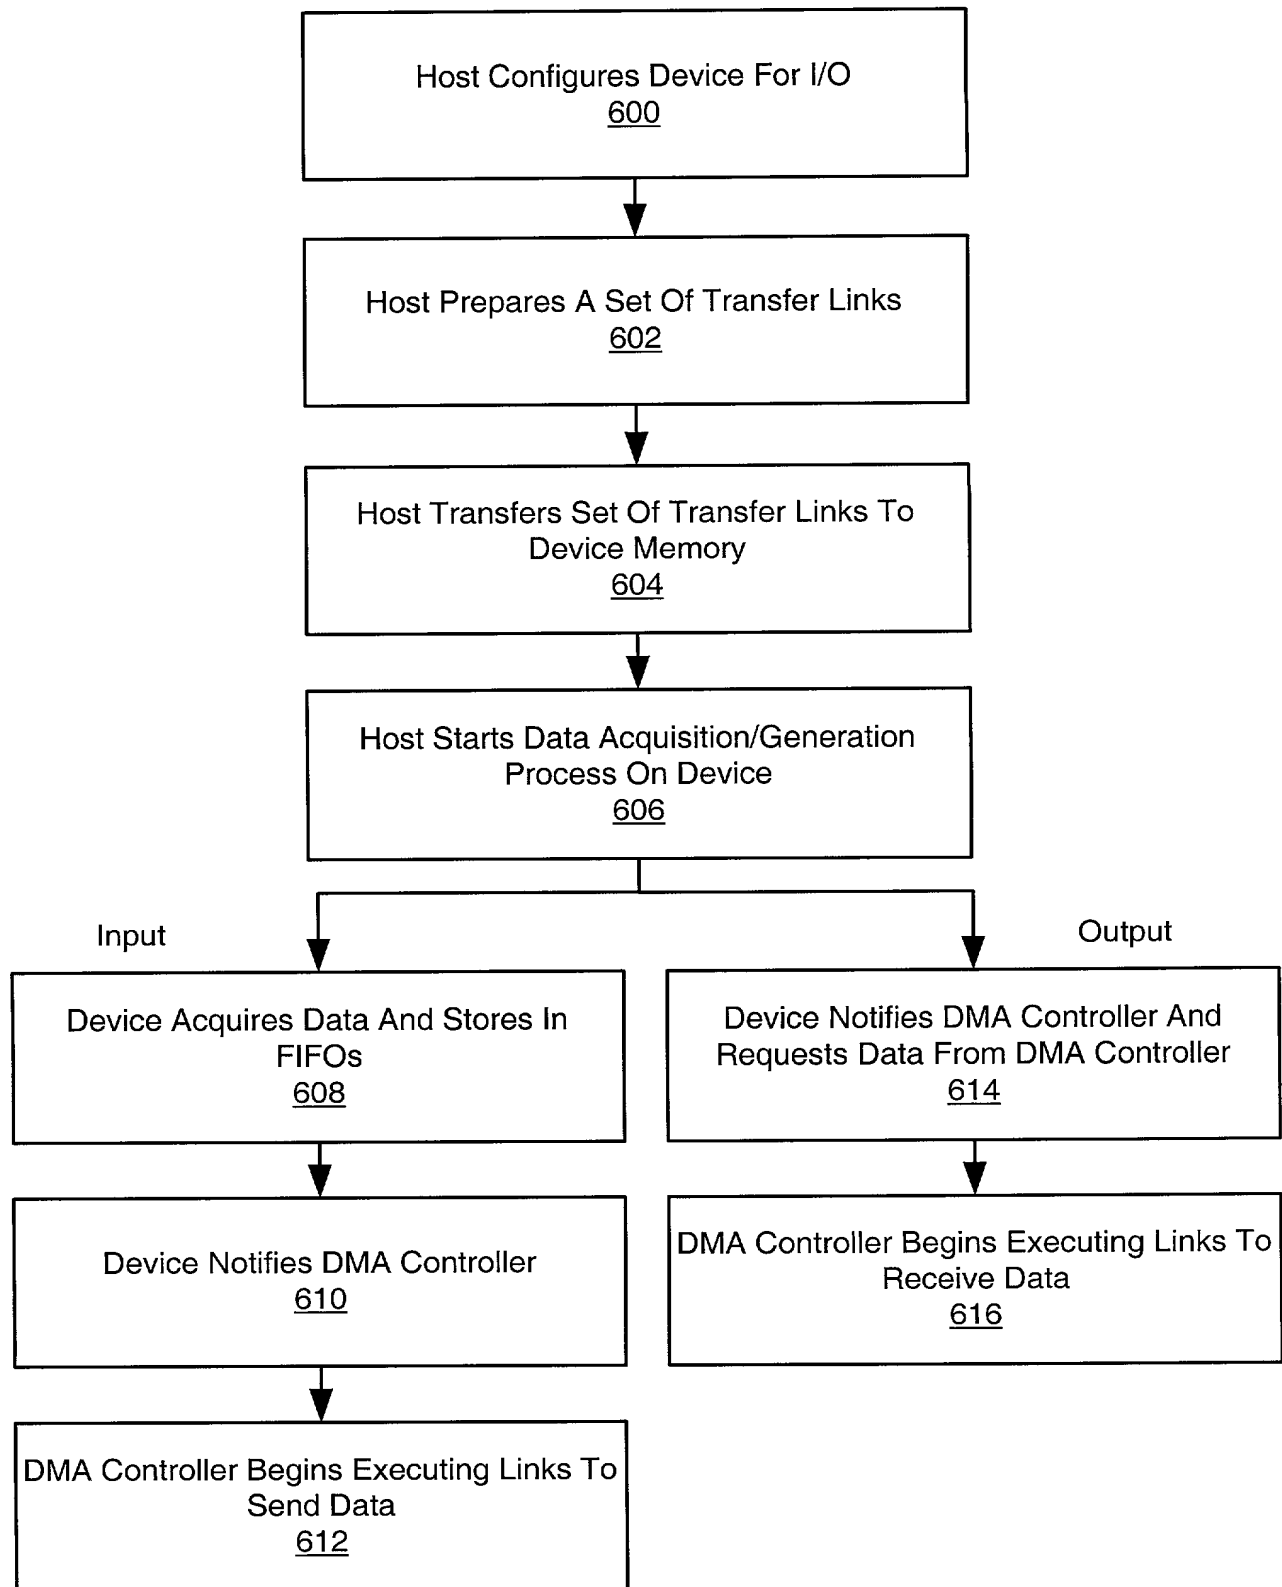 Host Configures Device For I/O
600
Host Prepares A Set Of Transfer Links
602
Host Transfers Set Of Transfer Links To
Device Memory
604
Host Starts Data Acquisition/Generation
Process On Device
606
Input
Output
Device Acquires Data And Stores In
FIFOs
608
Device Notifies DMA Controller And
Requests Data From DMA Controller
614
Device Notifies DMA Controller
610
DMA Controller Begins Executing Links To
Receive Data
616
DMA Controller Begins Executing Links To
Send Data
612